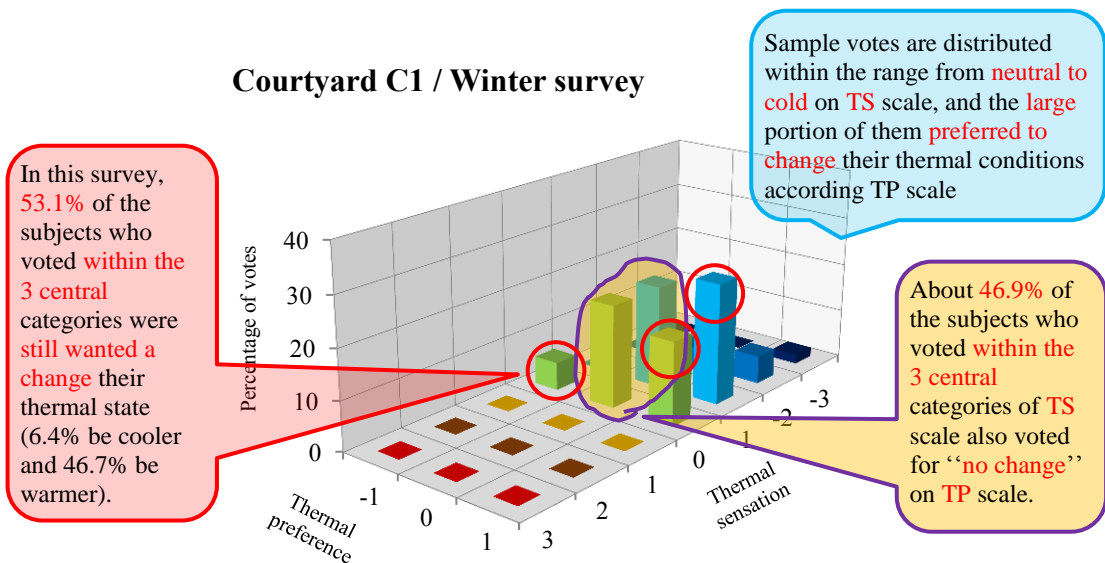 Courtyard C1 / Winter survey
Sample votes are distributed
within the range from neutral to
cold on TS scale, and the large
portion of them preferred to
change their thermal conditions
according TP scale
In this survey,
53.1% of the
subjects who
voted within the
3 central
categories were
still wanted a
change their
thermal state
(6.4% be cooler
and 46.7% be
warmer).
About 46.9% of
the subjects who
voted within the
3 central
categories of TS
scale also voted
for ‘‘no change’’
on TP scale.
Percentage of votes
40
30
20
10
0
Thermal
preference
-1
0
1
3
2
1
0
1
-2
-3
Thermal
sensation